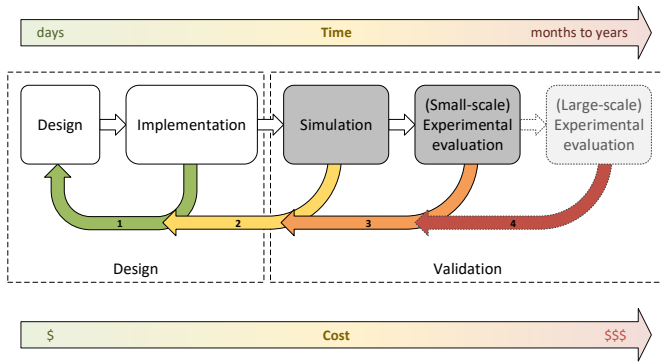 days Time months to years
Design
Implementation
Simulation
(Small-scale)
Experimental
evaluation
(Large-scale)
Experimental
evaluation
1 2 3 4
Design Validation
$ Cost $$$